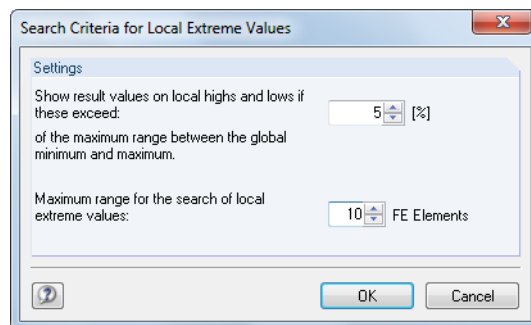 Search Criteria for Local Extreme Values
Settings
Show result values on local highs and lows if
these exceed:
5 [%]
of the maximum range between the global
minimum and maximum.
Maximum range for the search of local
extreme values:
10 FE Elements
OK Cancel